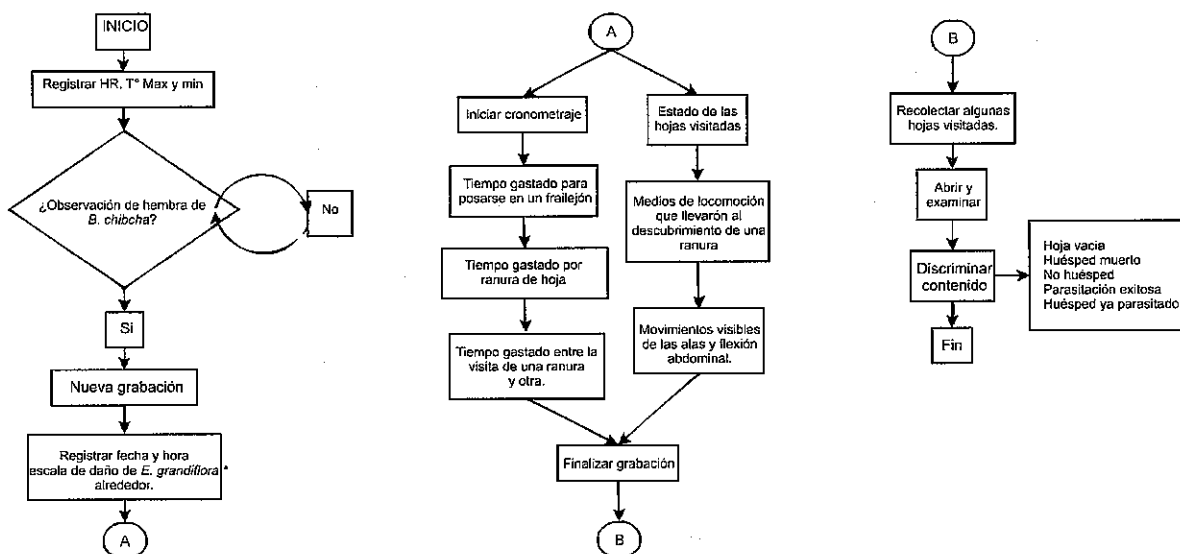 INICIO
Registrar HR, T° Max y min
¿Observación de hembra de
B. chibcha?
No
Si
Nueva grabación
Registrar fecha y hora
escala de daño de E. grandiflora *
alrededor.
A
A
Iniciar cronometraje
Tiempo gastado para
posarse en un frailejón
Tiempo gastado por
ranura de hoja
Tiempo gastado entre la
visita de una ranura
y otra.
Estado de las
hojas visitadas
Medios de locomoción
que llevarón al
descubrimiento de una
ranura
Movimientos visibles
de las alas y flexión
abdominal.
Finalizar grabación
B
B
Recolectar algunas
hojas visitadas.
Abrir y
examinar
Discriminar
contenido
Hoja vacia
Huésped muerto
No huésped
Parasitación exitosa
Huésped ya parasitado
Fin